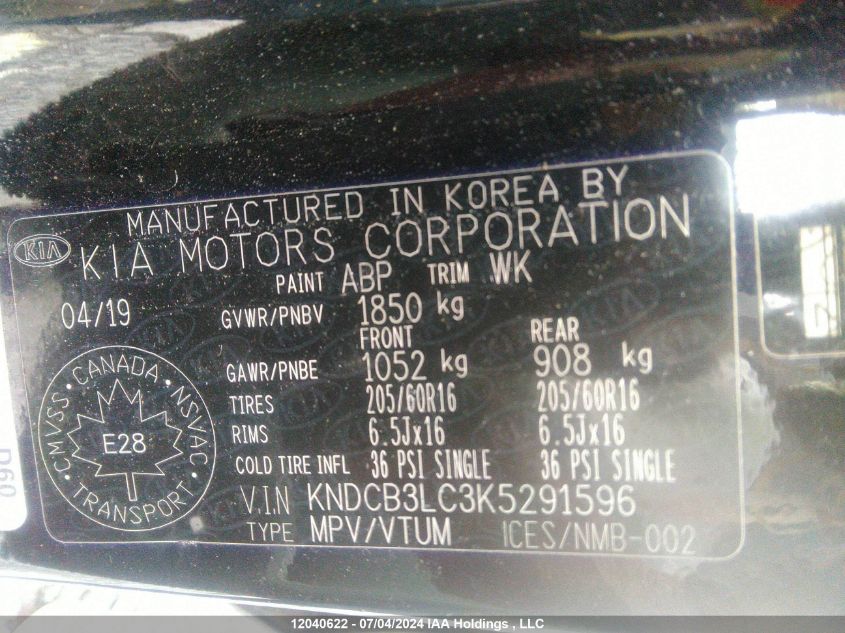 MANUFACTURED IN KOREA BY
KIA KIA MOTORS CORPORATION
PAINT ABP TRIM WK
04/19 GVWR/PNBV 1850 kg
FRONT REAR
GAWR/PNBE 1052 kg 908 kg
TIRES 205/60R16 205/60R16
RIMS 6.5Jx16 6.5Jx16
COLD TIRE INFL 36 PSI SINGLE 36 PSI SINGLE
V.I.N KNDCB3LC3K5291596
TYPE MPV/VTUM ICES/NMB-002
CANADA
CMVSS · NSVAC
E28
TRANSPORT
D60
12040622 - 07/04/2024 IAA Holdings , LLC